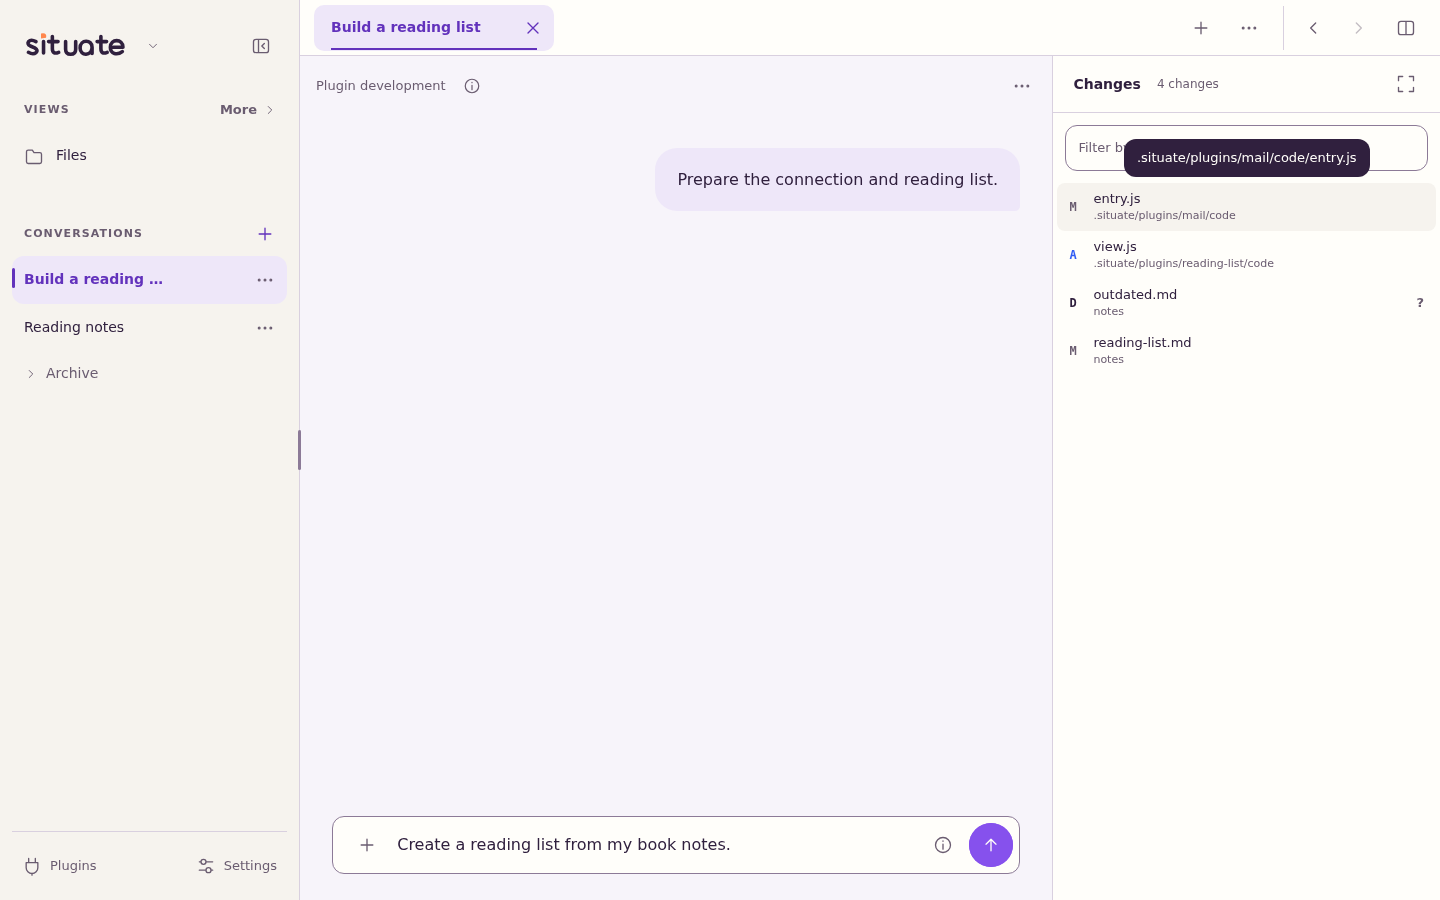 situate
VIEWS
More
Files
CONVERSATIONS
Build a reading ...
Reading notes
Archive
Plugins
Settings
Build a reading list
Plugin development
Prepare the connection and reading list.
Create a reading list from my book notes.
Changes 4 changes
Filter
.situate/plugins/mail/code/entry.js
M entry.js
.situate/plugins/mail/code
A view.js
.situate/plugins/reading-list/code
D outdated.md ?
notes
M reading-list.md
notes